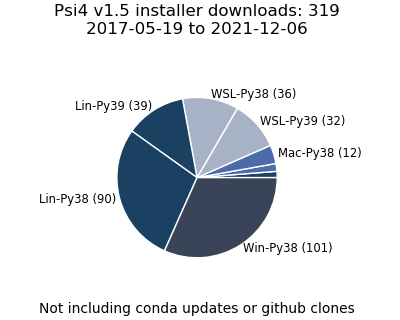 Psi4 v1.5 installer downloads: 319
2017-05-19 to 2021-12-06
WSL-Py38 (36)
Lin-Py39 (39)
WSL-Py39 (32)
Mac-Py38 (12)
Lin-Py38 (90)
Win-Py38 (101)
Not including conda updates or github clones